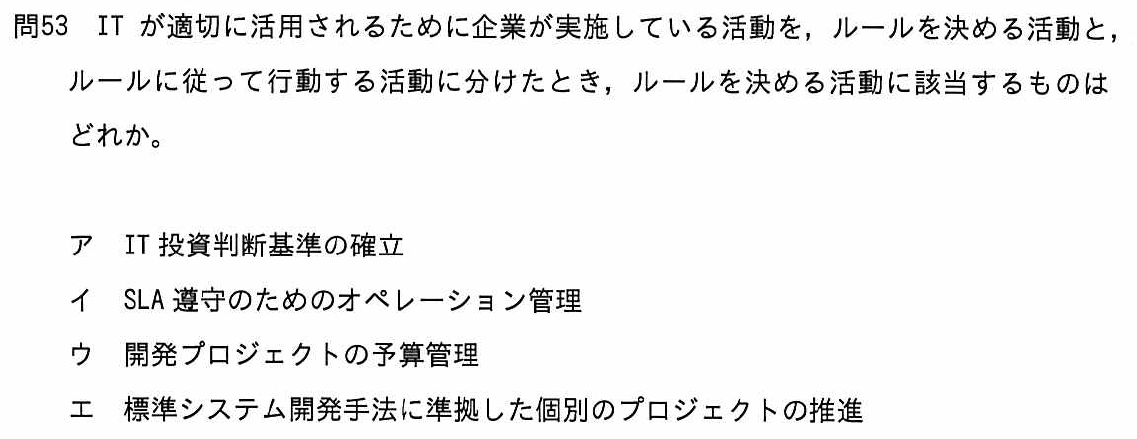 問53 IT が適切に活用されるために企業が実施している活動を，ルールを決める活動と，
ルールに従って行動する活動に分けたとき，ルールを決める活動に該当するものは
どれか。
ア IT 投資判断基準の確立
イ SLA 遵守のためのオペレーション管理
ウ 開発プロジェクトの予算管理
エ 標準システム開発手法に準拠した個別のプロジェクトの推進